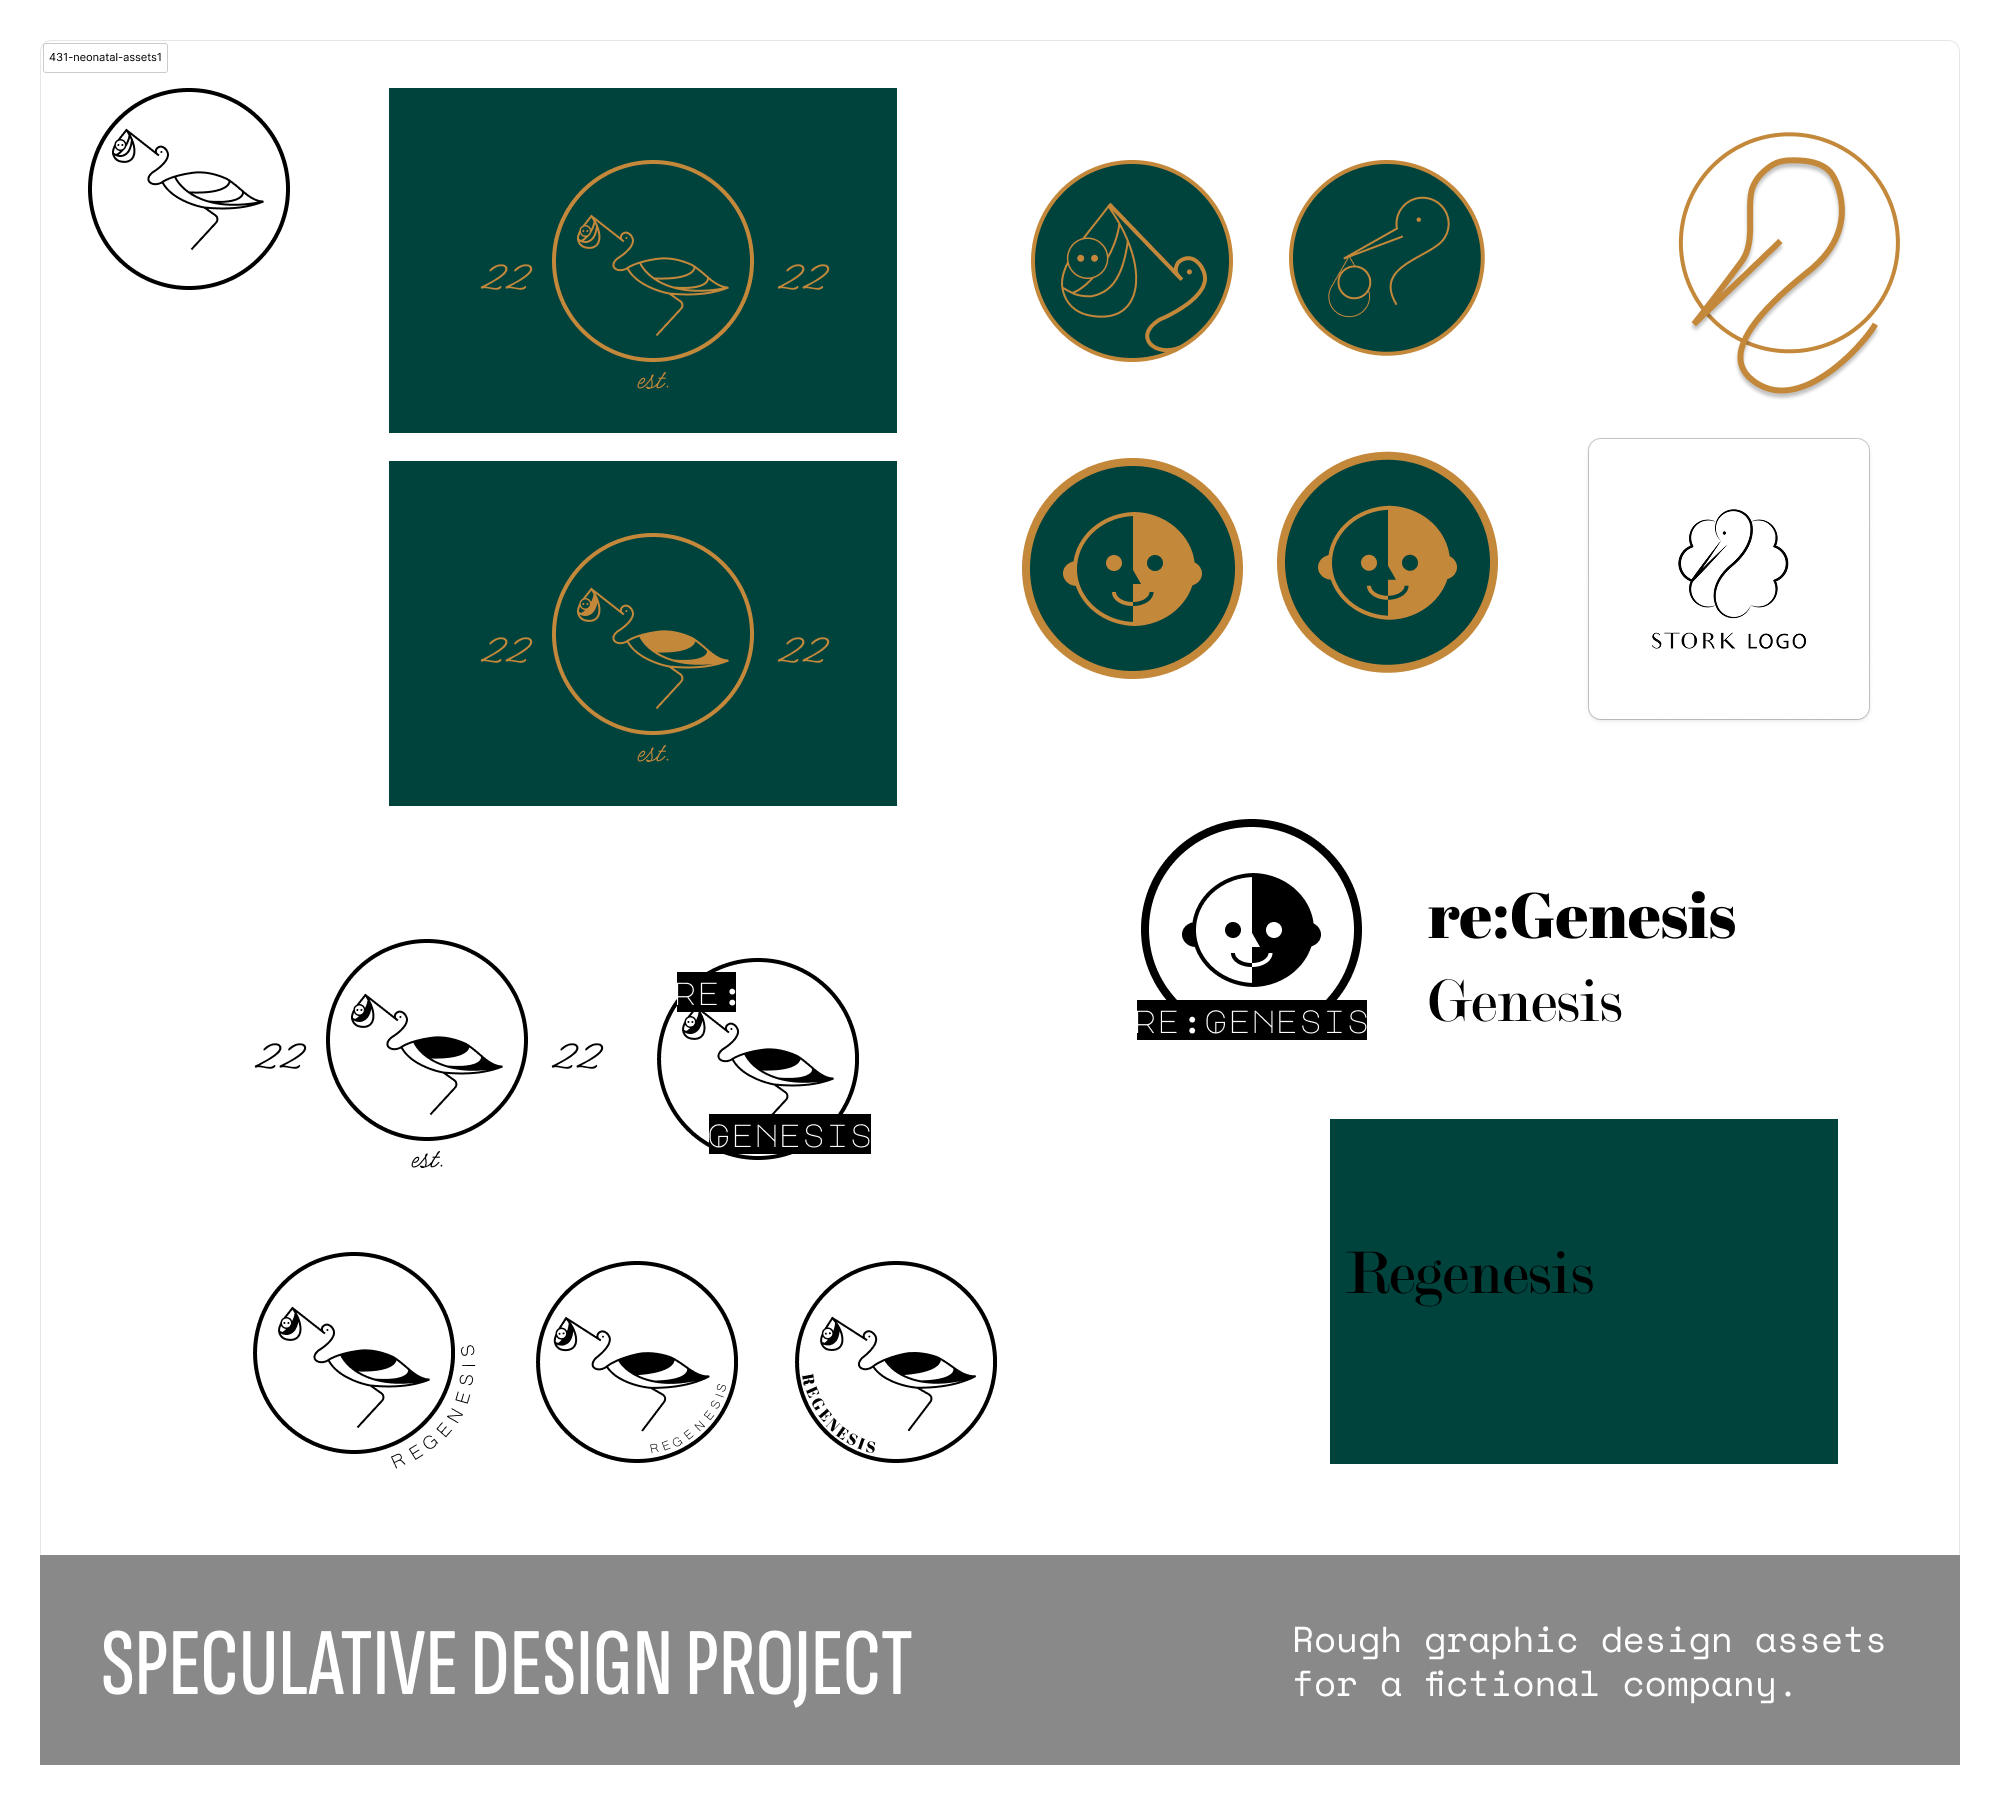 431-neonatal-assets1
22
22
est.
22
22
est.
STORK LOGO
RE:GENESIS
re:Genesis
Genesis
22
22
est.
RE:
GENESIS
Regenesis
REGENESIS
REGENESIS
REGENESIS
SPECULATIVE DESIGN PROJECT
Rough graphic design assets
for a fictional company.